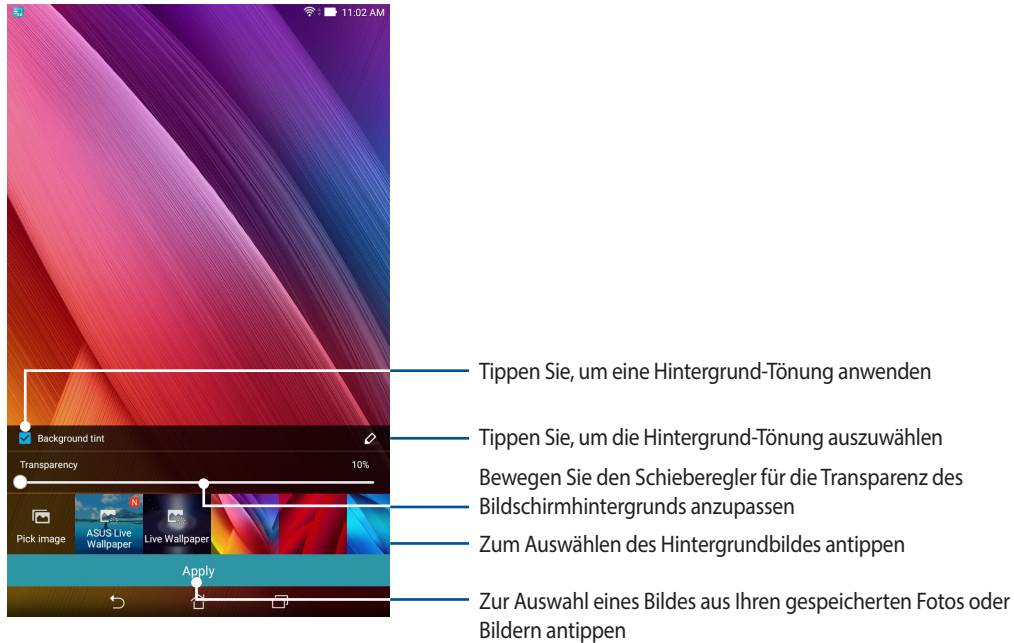 11:02 AM
Tippen Sie, um eine Hintergrund-Tönung anwenden
Background tint
Tippen Sie, um die Hintergrund-Tönung auszuwählen
Transparency
10%
Bewegen Sie den Schieberegler für die Transparenz des
Bildschirmhintergrunds anzupassen
N
Pick image
ASUS Live
Wallpaper
Live Wallpaper
Zum Auswählen des Hintergrundbildes antippen
Apply
Zur Auswahl eines Bildes aus Ihren gespeicherten Fotos oder
Bildern antippen